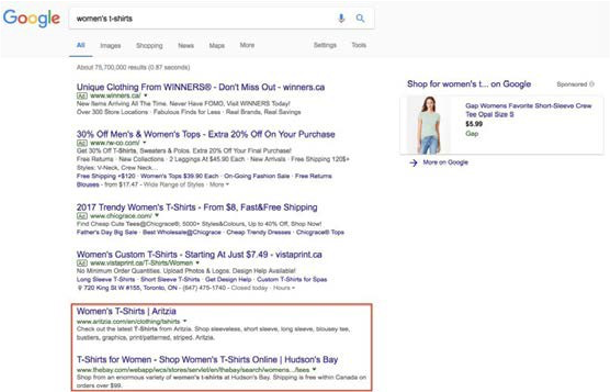 Google
women's t-shirts
All Images Shopping News Maps More Settings Tools
About 75,700,000 results (0.87 seconds)
Unique Clothing From WINNERS® - Don't Miss Out - winners.ca
Ad www.winners.ca/
New Items Arriving All The Time. Never Have FOMO, Visit WINNERS Today!
Over 300 Store Locations · Fabulous Finds for Less · Real Brands, Real Savings
30% Off Men's & Women's Tops - Extra 20% Off On Your Purchase
Ad www.rw-co.com/
Get 30% Off T-Shirts, Sweaters & Polos. Extra 20% Off Your Final Purchase!
Free Returns · New Collections · 2 Leggings At $45.90 Each · New Arrivals · Free Shipping 120$+
Styles: V-Neck, Crew Neck...
Free Shipping +$120 · Women's Tops $39.90 Each · On-Going Fashion Sale · Free Returns
Blouses - from $17.47 - Wide Range of Styles - More
2017 Trendy Women's T-Shirts - From $8, Fast&Free Shipping
Ad www.chicgrace.com/
Find Cheap Cute Tees@Chicgrace®, 5000+ Styles&Colours, Up to 40% Off, Shop Now!
Father's Day Big Sale · Best Wholesale@Chicgrace · Cheap Trendy Dresses · Chicgrace® Tops
Women's Custom T-Shirts - Starting At Just $7.49 - vistaprint.ca
Ad www.vistaprint.ca/T-Shirts/Women
No Minimum Order Quantities. Upload Photos & Logos. Design Help Available!
Long Sleeve T-Shirts · Short Sleeve T-Shirts · Get Design Help · Custom T-Shirts for Spas
720 King St W #155, Toronto, ON - (647) 475-1740 - Closed today · Hours
Women's T-Shirts | Aritzia
www.aritzia.com/en/clothing/tshirts
Check out the latest T-Shirts from Aritzia. Shop sleeveless, short sleeve, long sleeve, blousey tee,
bustiers, graphics, print/patterned, striped. Aritzia.
T-Shirts for Women - Shop Women's T-Shirts Online | Hudson's Bay
www.thebay.com/webapp/wcs/stores/servlet/en/thebay/search/womens.../tees
Shop from an enormous variety of women's t-shirts at Hudson's Bay. Shipping is free within Canada on
orders over $99.
Shop for women's t... on Google Sponsored
Gap Womens Favorite Short-Sleeve Crew
Tee Opal Size S
$5.99
Gap
More on Google